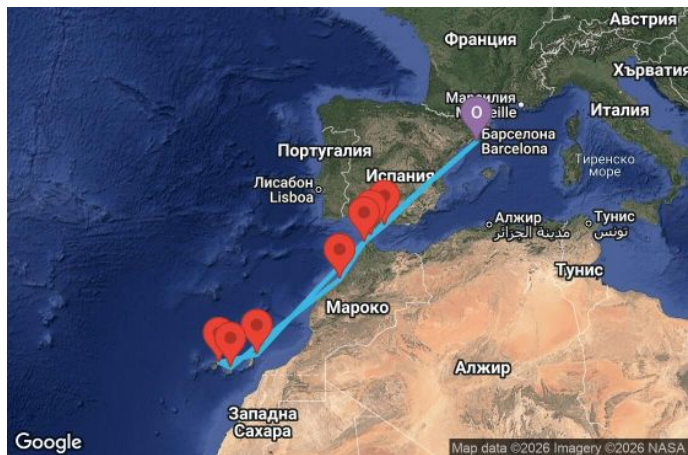 Австрия
Франция
Хърватия
Марсилия
Marseille
О
Италия
Барселона
Barcelona
Португалия
Испания
Тиренско
море
Лисабон
Lisboa
Алжир
مدينة الجزائر
Тунис
تونس
Тунис
Мароко
Алжир
Западна
Сахара
Google
Map data ©2026 Imagery ©2026 NASA